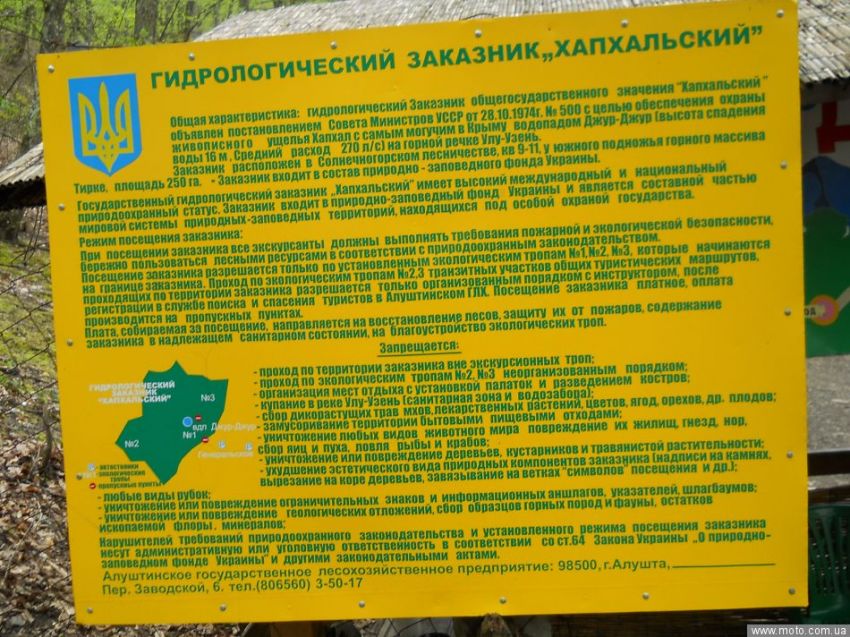 ГИДРОЛОГИЧЕСКИЙ ЗАКАЗНИК „ХАПХАЛЬСКИЙ”
Общая характеристика: гидрологический Заказник общегосударственного значения "Хапхальский"
объявлен постановлением Совета Министров УССР от 28.10.1974г. № 500 с целью обеспечения охраны
живописного ущелья Хапхал с самым могучим в Крыму водопадом Джур-Джур (высота спадения
воды 16 м, Средний расход 270 л/с) на горной речке Улу-Узень.
Заказник расположен в Солнечногорском лесничестве, кв 9-11, у южного подножья горного массива
Тирке, площадь 250 га. - Заказник входит в состав природно - заповедного фонда Украины.
Государственный гидрологический заказник „Хапхальский" имеет высокий международный и национальный
природоохранный статус, Заказник входит в природно-заповедный фонд Украины и является составной частью
мировой системы природных-заповедных территорий, находящихся под особой охраной государства.
Режим посещения заказника:
При посещении заказника все экскурсанты должны выполнять требования пожарной и экологической безопасности,
бережно пользоваться лесными ресурсами в соответствии с природоохранным законодательством.
Посещение заказника разрешается только по установленным экологическим тропам №1,№2, №3, которые начинаются
на границе заказника. Проход по экологическим тропам №2,3 транзитных участков общих туристических маршрутов,
проходящих по территории заказника разрешается только организованным порядком с инструктором, после
регистрации в службе поиска и спасения туристов в Алуштинском ГЛХ. Посещение заказника платное, оплата
производится на пропускных пунктах.
Плата, собираемая за посещение, направляется на восстановление лесов, защиту их от пожаров, содержание
заказника в надлежащем санитарном состоянии, на благоустройство экологических троп.
Запрещается:
- проход по территории заказника вне экскурсионных троп;
- проход по экологическим тропам №2, №3 неорганизованным порядком;
- организация мест отдыха с установкой палаток и разведением костров;
- купание в реке Улу-Узень (санитарная зона и водозабора);
- сбор дикорастущих трав мхов,лекарственных растений, цветов, ягод, орехов, др. плодов;
- замусоривание территории бытовыми пищевыми отходами;
- уничтожение любых видов животного мира повреждение их жилищ, гнезд, нор,
сбор яиц и пуха, ловля рыбы и крабов;
- уничтожение или повреждение деревьев, кустарников и травянистой растительности;
- ухудшение эстетического вида природных компонентов заказника (надписи на камнях,
вырезание на коре деревьев, завязывание на ветках "символов" посещения и др.);
ГИДРОЛОГИЧЕСКИЙ
ЗАКАЗНИК
"ХАПХАЛЬСКИЙ"
№3
вдп Джур-Джур
№1
№2
Генеральское
- автостоянки
- экологические
тропы
- пропускные пункты
- любые виды рубок;
- уничтожение или повреждение ограничительных знаков и информационных аншлагов, указателей, шлагбаумов;
- уничтожение или повреждение геологических отложений, сбор образцов горных пород и фауны, остатков
ископаемой флоры. минералов;
Нарушителей требований природоохранного законодательства и установленного режима посещения заказника
несут административную или уголовную ответственность в соответствии со ст.64 Закона Украины „О природно-
заповедном фонде Украины" и другими законодательными актами.
Алуштинское государственное лесохозяйственное предприятие: 98500, г.Алушта,
Пер. Заводской, 6. тел.(806560) 3-50-17
www.moto.com.ua